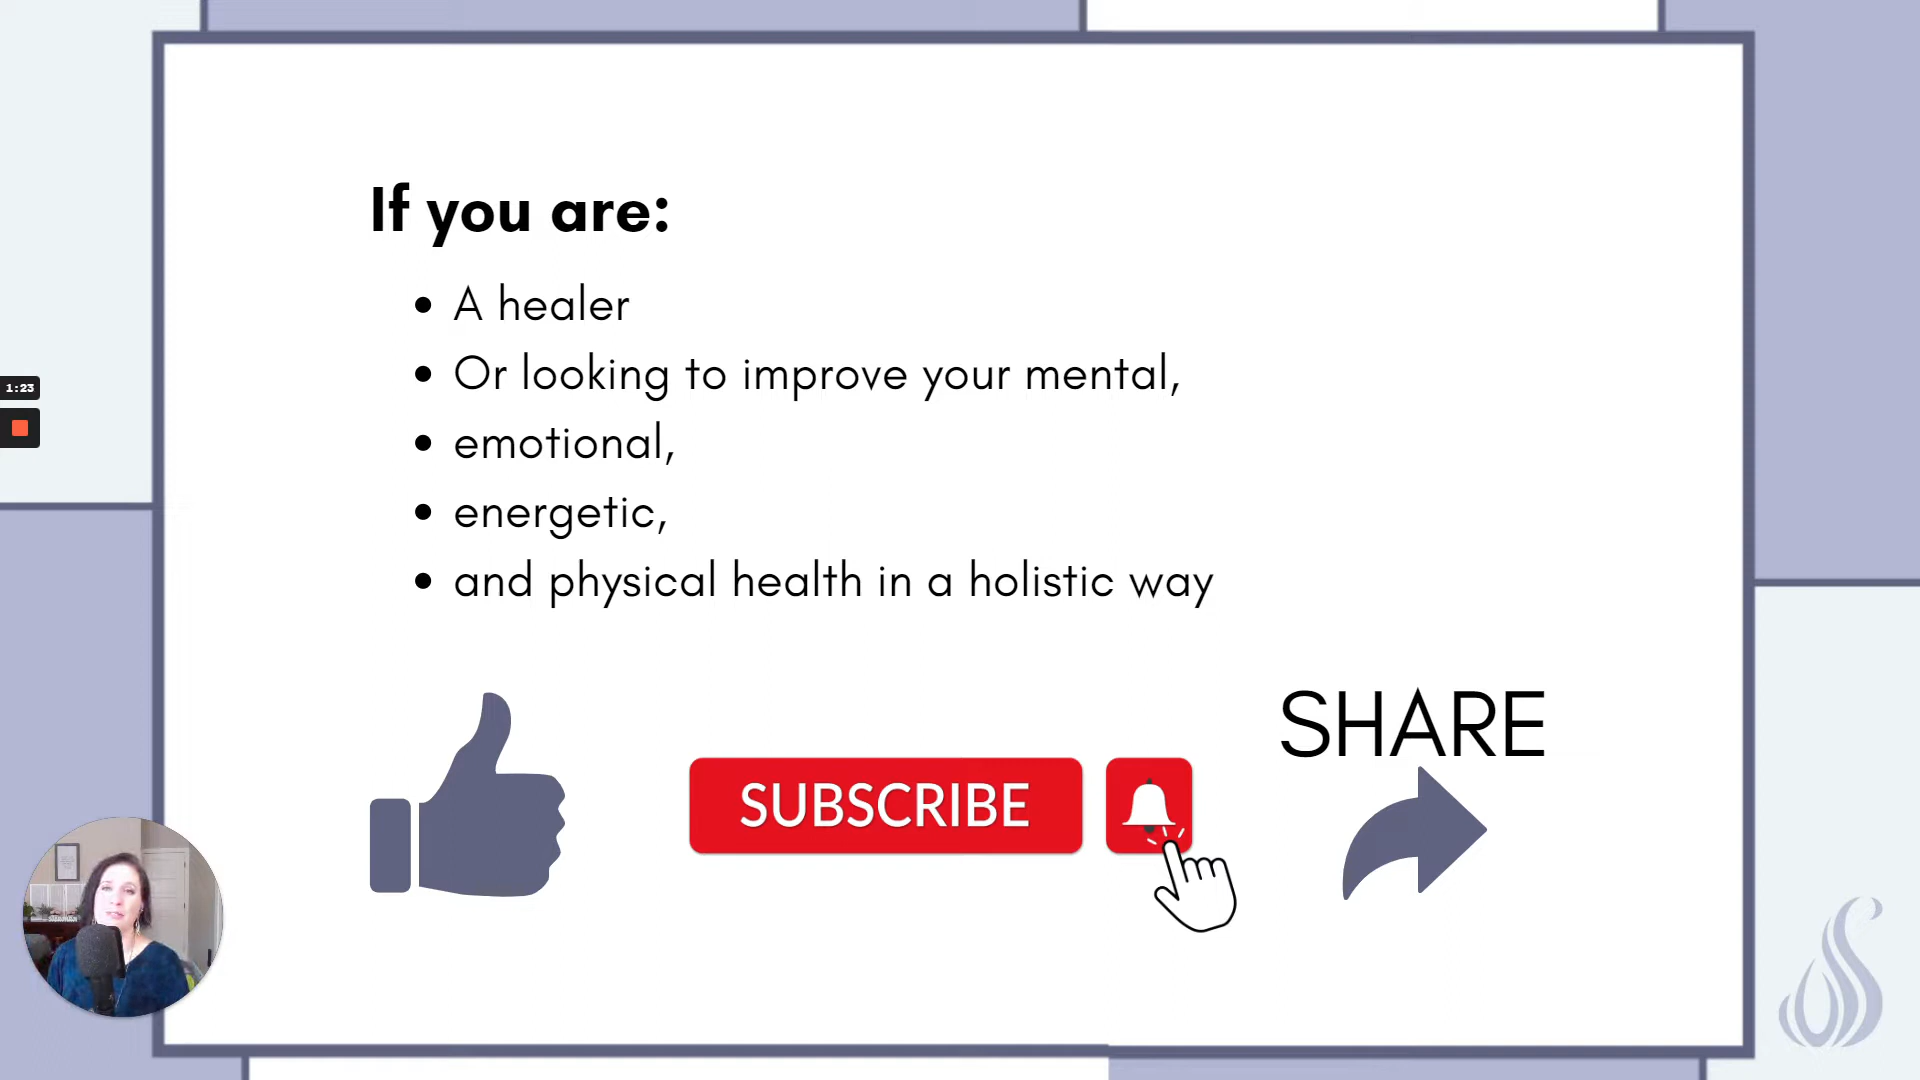 If you are:
A healer
Or looking to improve your mental,
emotional,
energetic,
and physical health in a holistic way
1:23
SHARE
SUBSCRIBE